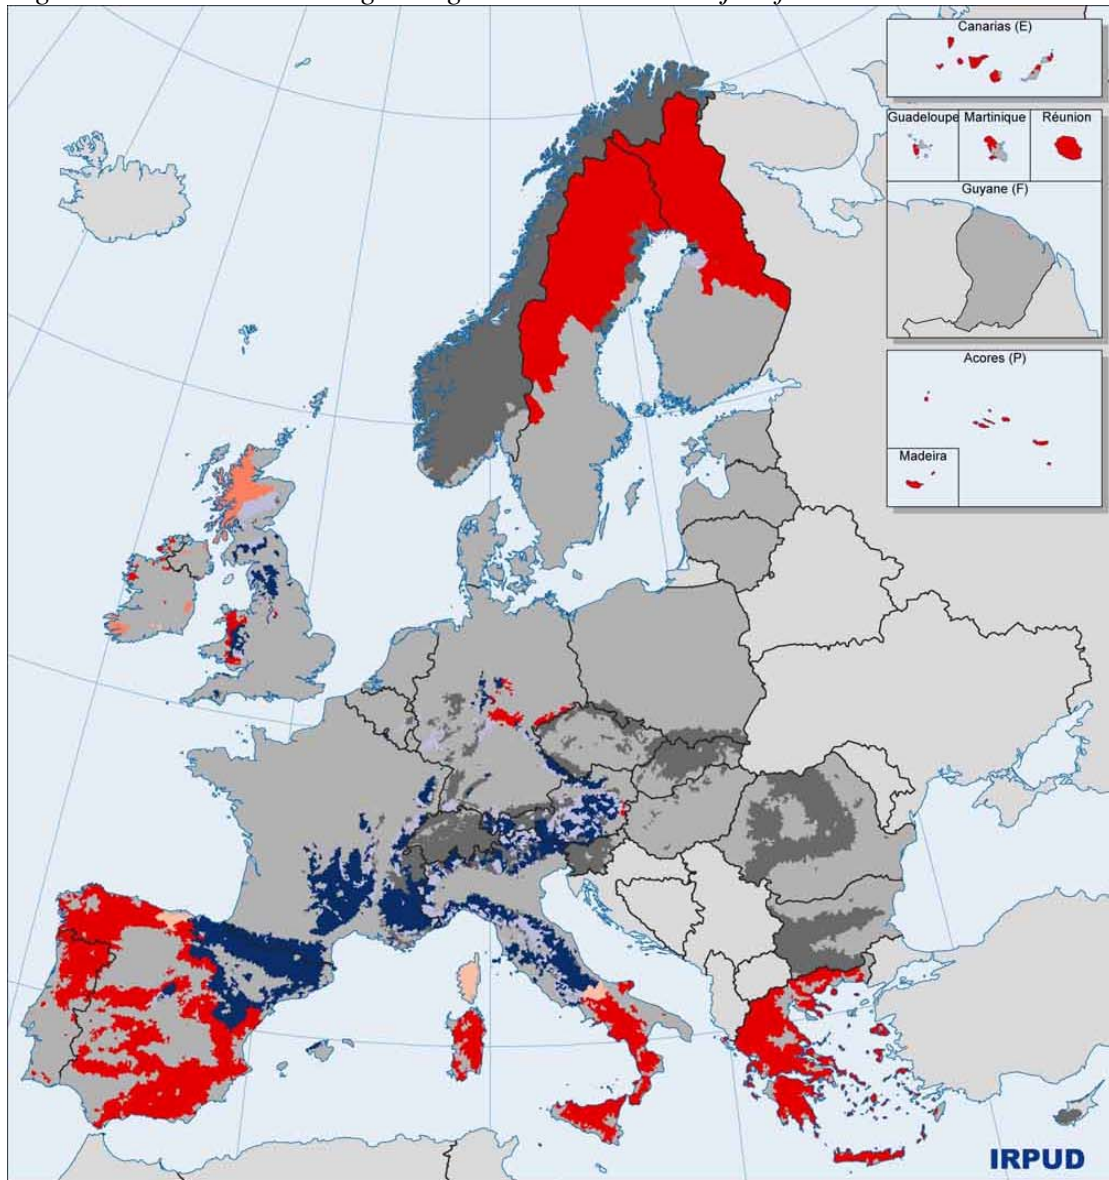 Canarias (E)
Guadeloupe
Martinique
Réunion
Guyane (F)
Acores (P)
Madeira
IRPUD